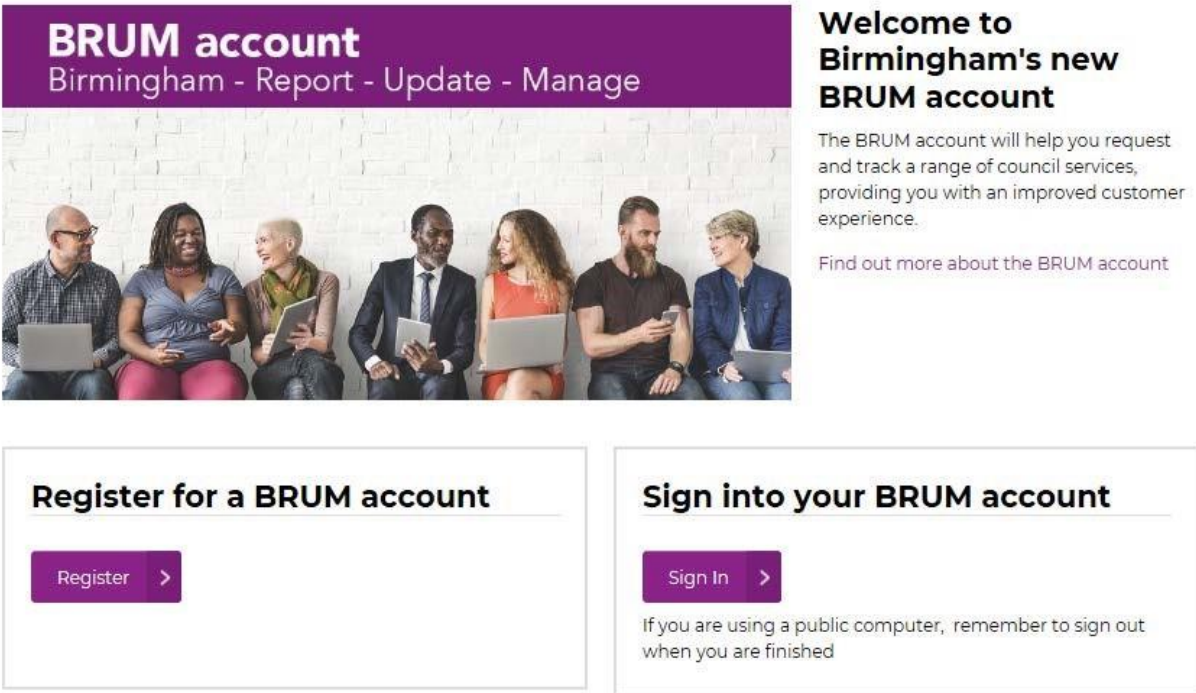 BRUM account
Birmingham - Report - Update - Manage
Welcome to
Birmingham's new
BRUM account
The BRUM account will help you request
and track a range of council services,
providing you with an improved customer
experience.
Find out more about the BRUM account
Register for a BRUM account
Register >
Sign into your BRUM account
Sign In >
If you are using a public computer, remember to sign out
when you are finished